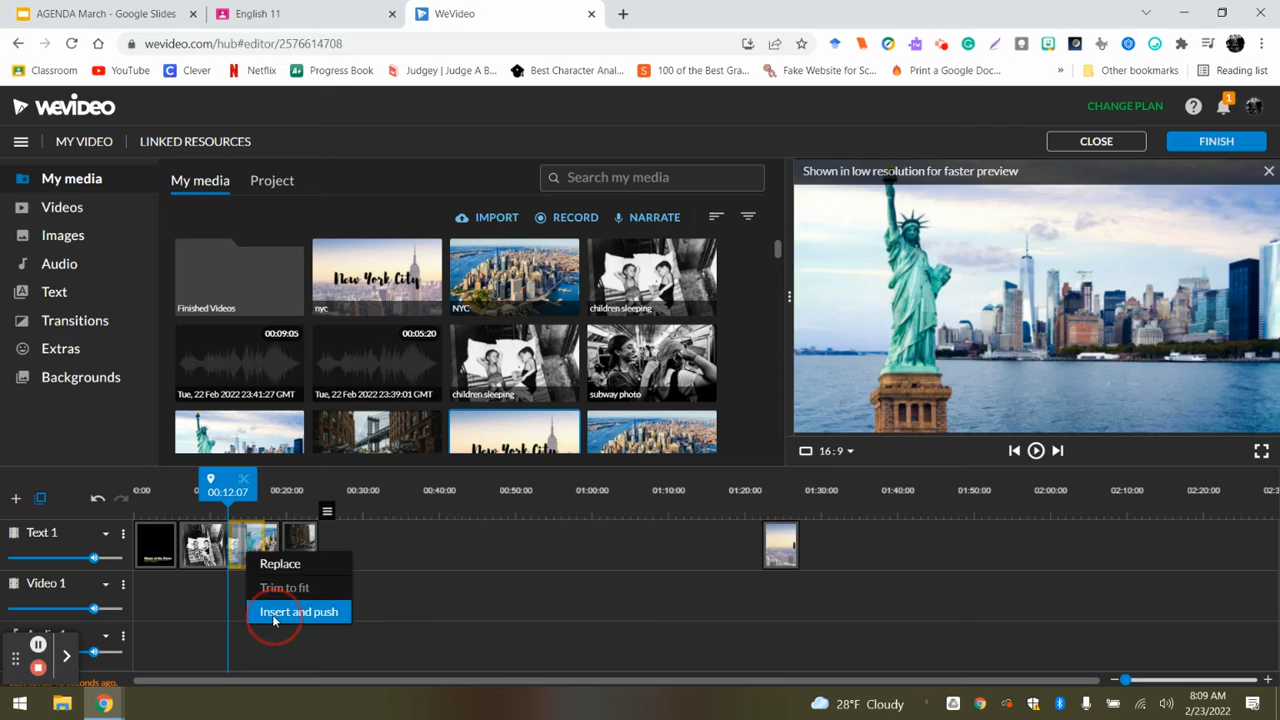 AGENDA March - Google Slides
English 11
WeVideo
wevideo.com/hub#editor/2576614708
Classroom
YouTube
Clever
Netflix
Progress Book
Judgey | Judge A B...
Best Character Anal...
100 of the Best Gra...
Fake Website for Sc...
Print a Google Doc...
»
Other bookmarks
Reading list
WEVIDEO
CHANGE PLAN
1
MY VIDEO
LINKED RESOURCES
CLOSE
FINISH
My media
Videos
Images
Audio
Text
Transitions
Extras
Backgrounds
My media
Project
Search my media
IMPORT
RECORD
NARRATE
Finished Videos
New York City
nyc
NYC
children sleeping
00:09:05
Tue, 22 Feb 2022 23:41:27 GMT
00:05:20
Tue, 22 Feb 2022 23:39:01 GMT
children sleeping
subway photo
New York City
Shown in low resolution for faster preview
16:9
00:12:07
0:00
00:20:00
00:30:00
00:40:00
00:50:00
01:00:00
01:10:00
01:20:00
01:30:00
01:40:00
01:50:00
02:00:00
02:10:00
02:20:00
Text 1
Video 1
Replace
Trim to fit
Insert and push
28°F Cloudy
8:09 AM
2/23/2022